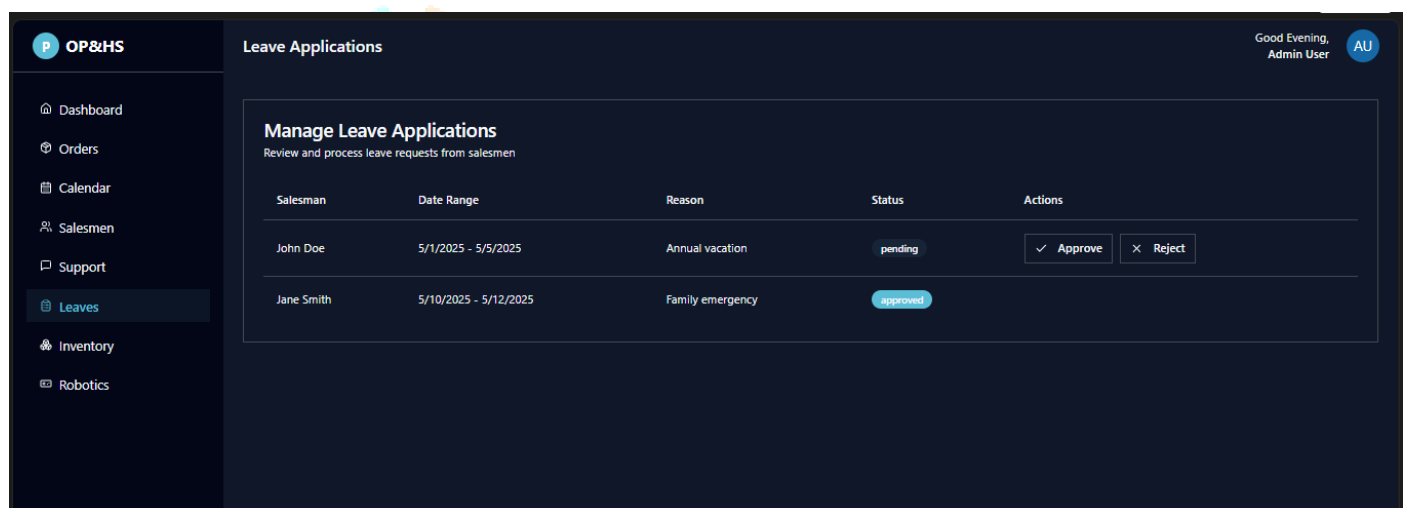 P OP&HS
Leave Applications
Good Evening,
Admin User
AU
Dashboard
Orders
Calendar
Salesmen
Support
Leaves
Inventory
Robotics
Manage Leave Applications
Review and process leave requests from salesmen
Salesman Date Range Reason Status Actions
John Doe 5/1/2025 - 5/5/2025 Annual vacation pending Approve Reject
Jane Smith 5/10/2025 - 5/12/2025 Family emergency approved